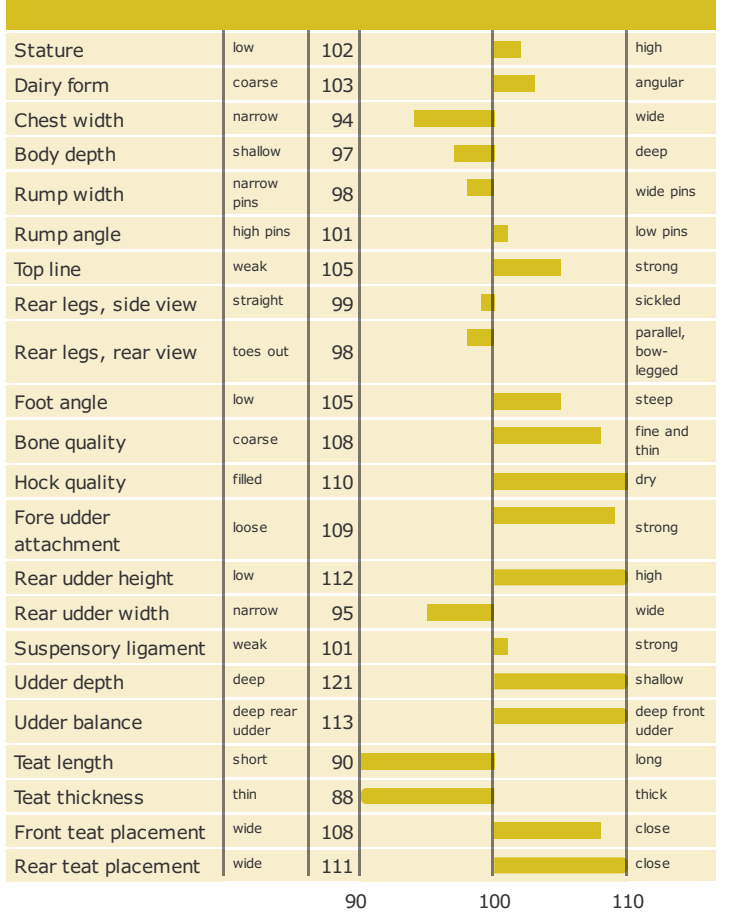 Stature low 102 high
Dairy form coarse 103 angular
Chest width narrow 94 wide
Body depth shallow 97 deep
Rump width narrow pins 98 wide pins
Rump angle high pins 101 low pins
Top line weak 105 strong
Rear legs, side view straight 99 sickled
Rear legs, rear view toes out 98 parallel, bow-legged
Foot angle low 105 steep
Bone quality coarse 108 fine and thin
Hock quality filled 110 dry
Fore udder attachment loose 109 strong
Rear udder height low 112 high
Rear udder width narrow 95 wide
Suspensory ligament weak 101 strong
Udder depth deep 121 shallow
Udder balance deep rear udder 113 deep front udder
Teat length short 90 long
Teat thickness thin 88 thick
Front teat placement wide 108 close
Rear teat placement wide 111 close
90 100 110